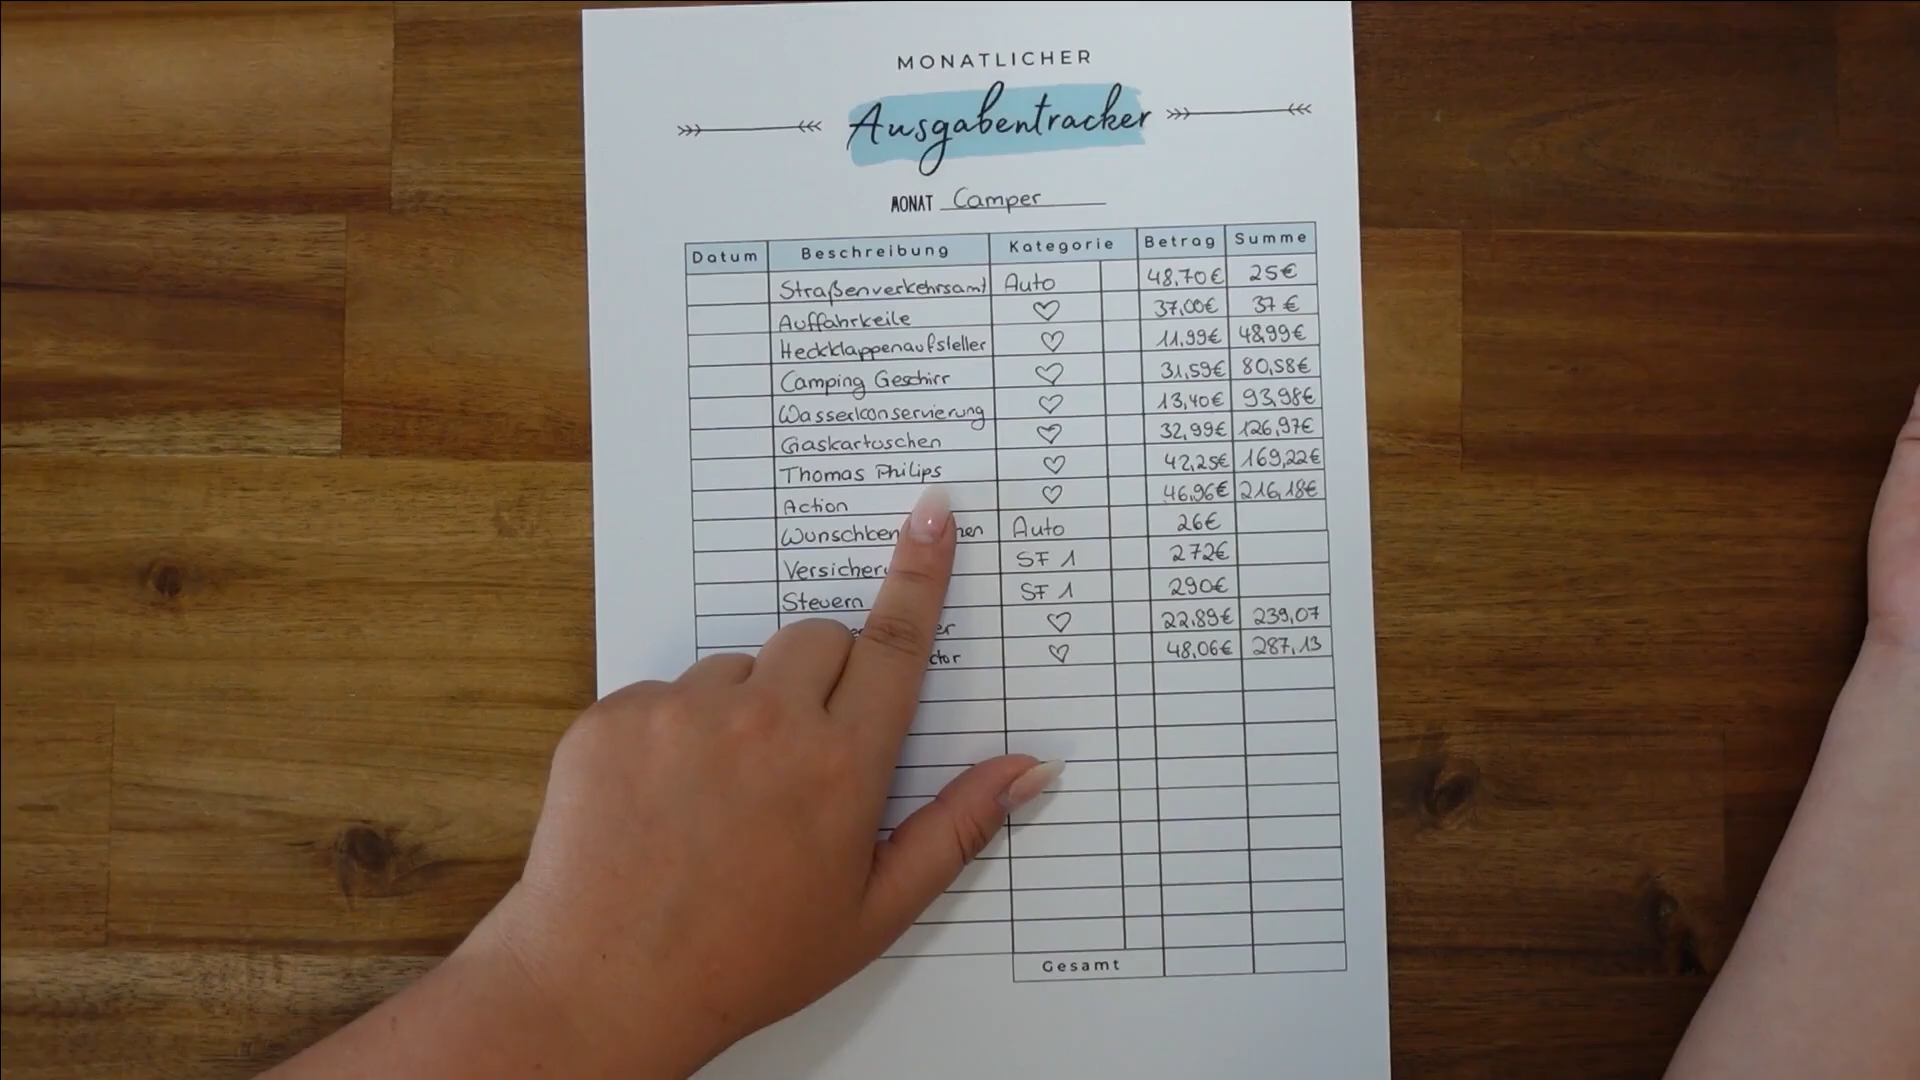 MONATLICHER
Ausgabentracker
MONAT Camper
Datum Beschreibung Kategorie Betrag Summe
Straßenverkehrsamt Auto 48,70€ 25€
Auffahrkeile ♡ 37,00€ 37€
Heckklappenaufsteller ♡ 11,99€ 48,99€
Camping Geschirr ♡ 31,59€ 80,58€
Wasserkonservierung ♡ 13,40€ 93,98€
Gaskartuschen ♡ 32,99€ 126,97€
Thomas Philips ♡ 42,25€ 169,22€
Action ♡ 46,96€ 216,18€
Auto 26€
SF 1 272€
Steuern SF 1 290€
♡ 22,89€ 239,07
♡ 48,06€ 287,13
Gesamt